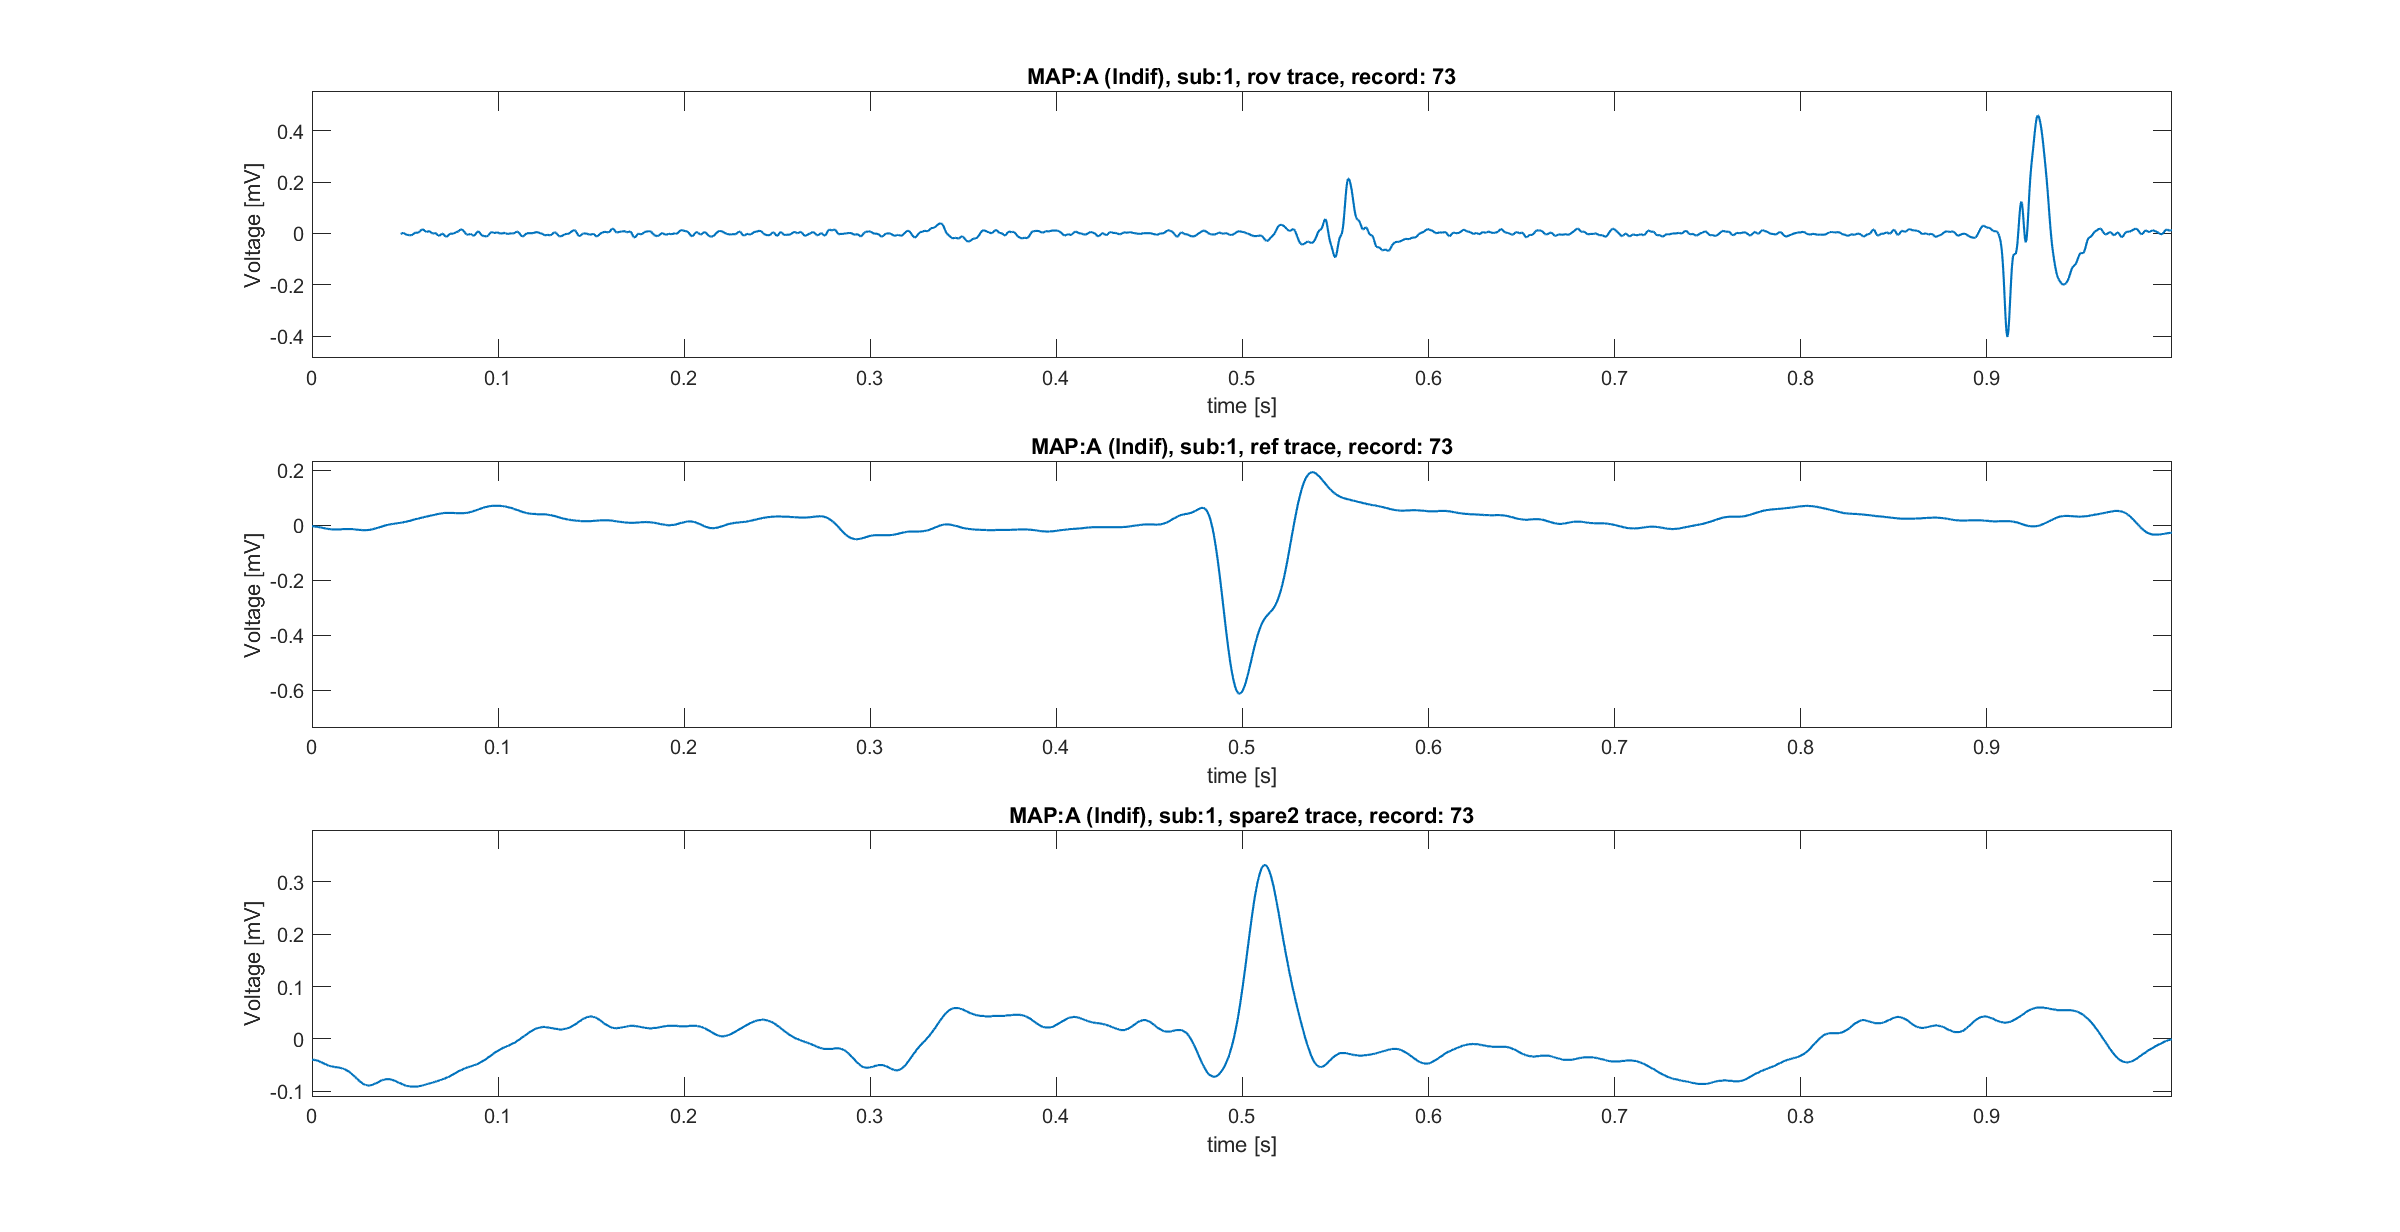 MAP:A (Indif), sub:1, rov trace, record: 73
Voltage [mV]
0.4
0.2
0
-0.2
-0.4
0 0.1 0.2 0.3 0.4 0.5 0.6 0.7 0.8 0.9
time [s]
MAP:A (Indif), sub:1, ref trace, record: 73
Voltage [mV]
0.2
0
-0.2
-0.4
-0.6
0 0.1 0.2 0.3 0.4 0.5 0.6 0.7 0.8 0.9
time [s]
MAP:A (Indif), sub:1, spare2 trace, record: 73
Voltage [mV]
0.3
0.2
0.1
0
-0.1
0 0.1 0.2 0.3 0.4 0.5 0.6 0.7 0.8 0.9
time [s]